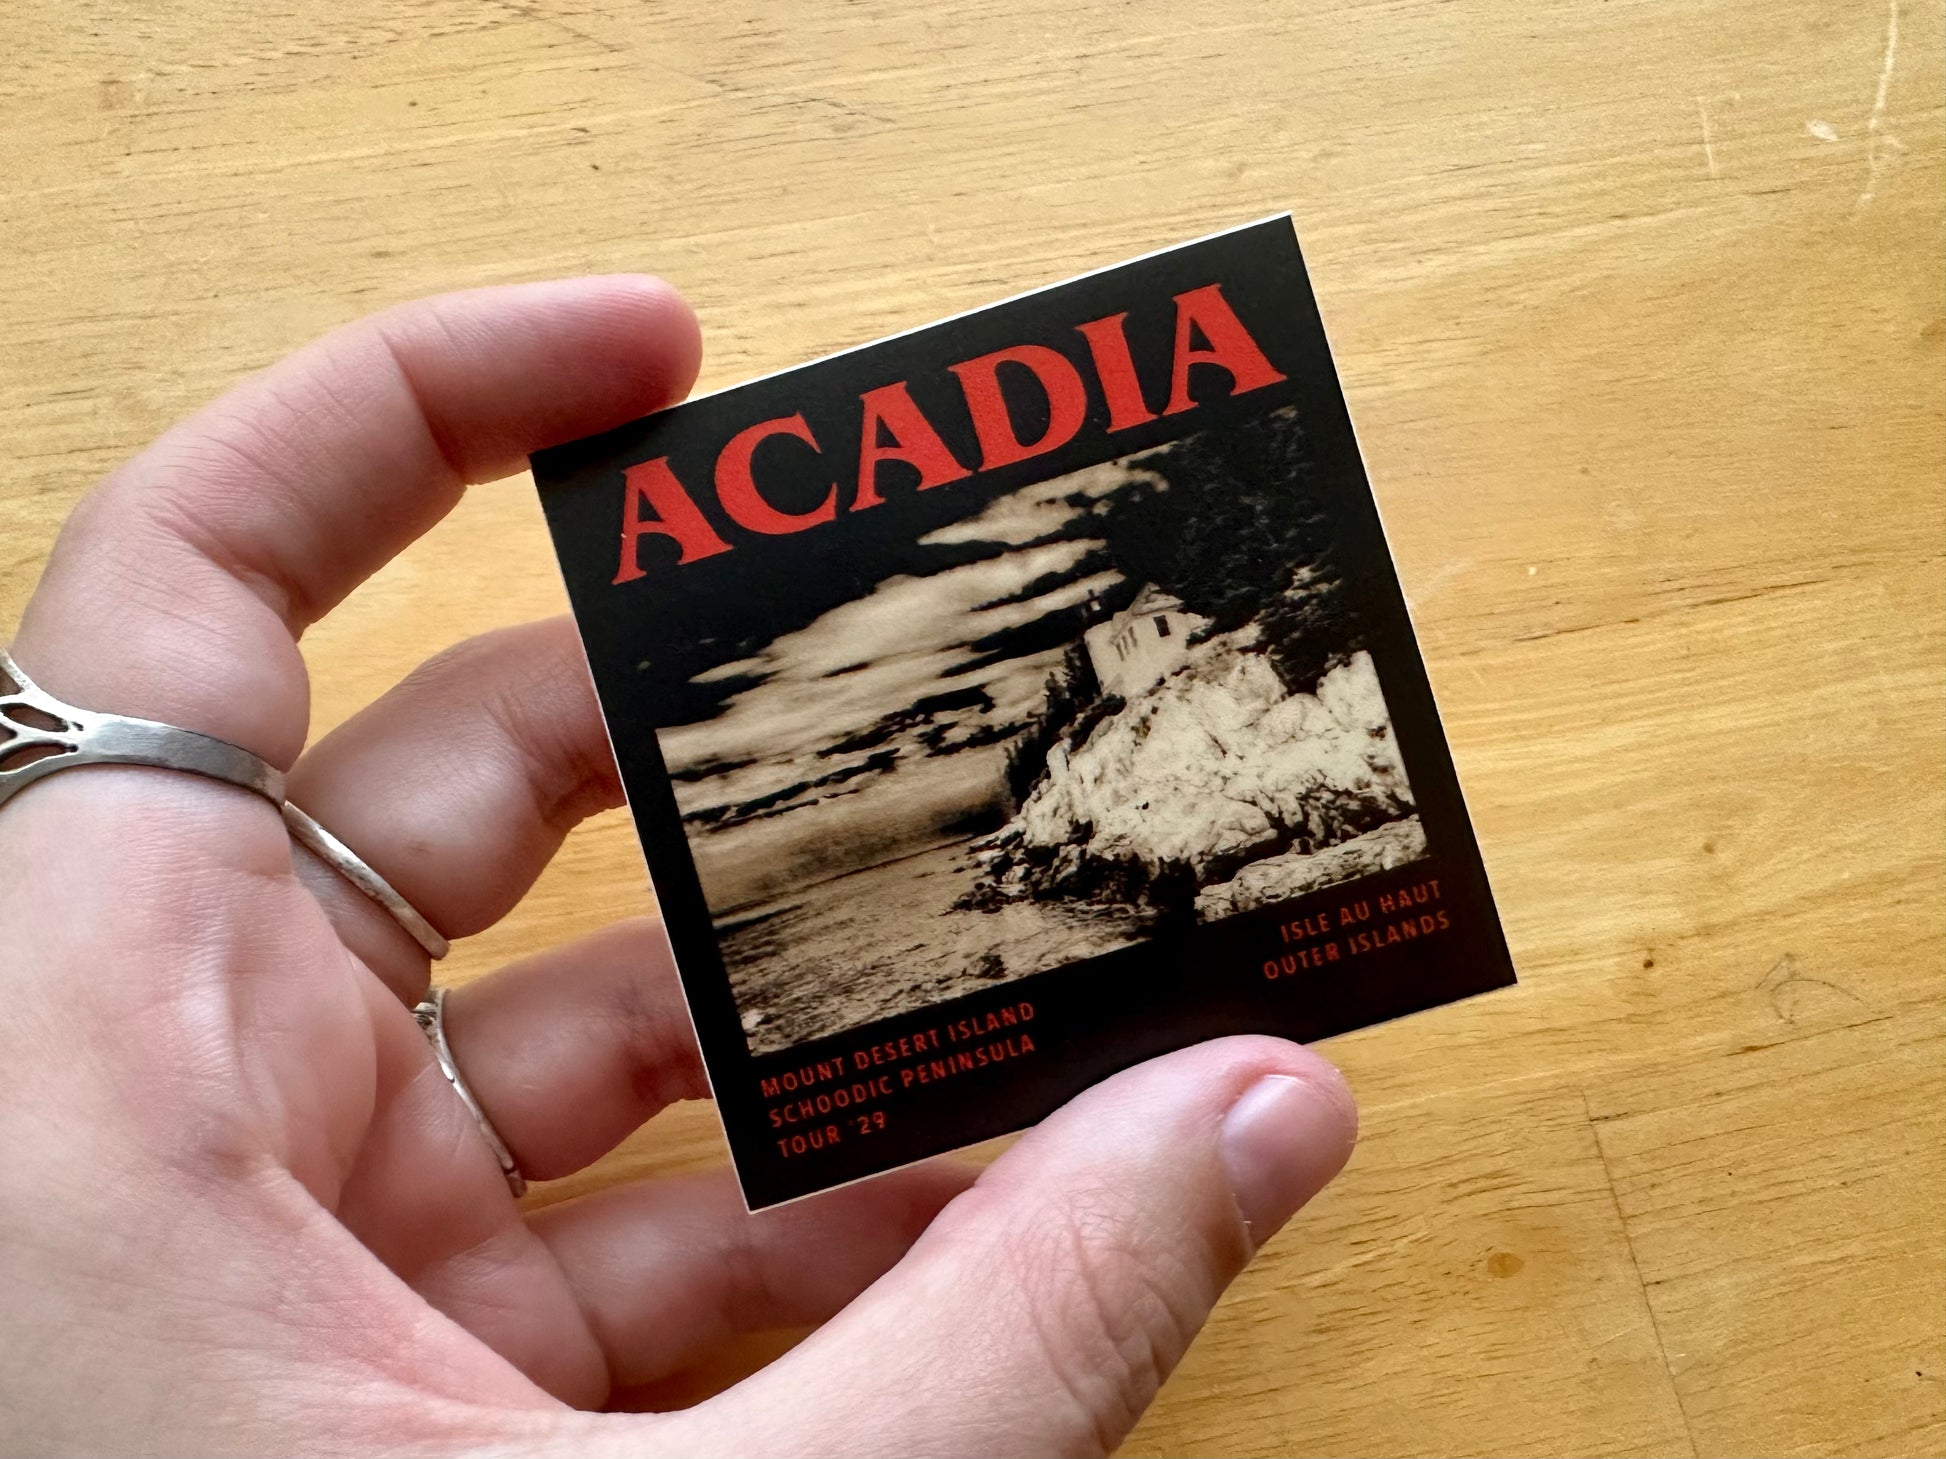 ACADIA
MOUNT DESERT ISLAND
SCHOODIC PENINSULA
TOUR '29
ISLE AU HAUT
OUTER ISLANDS